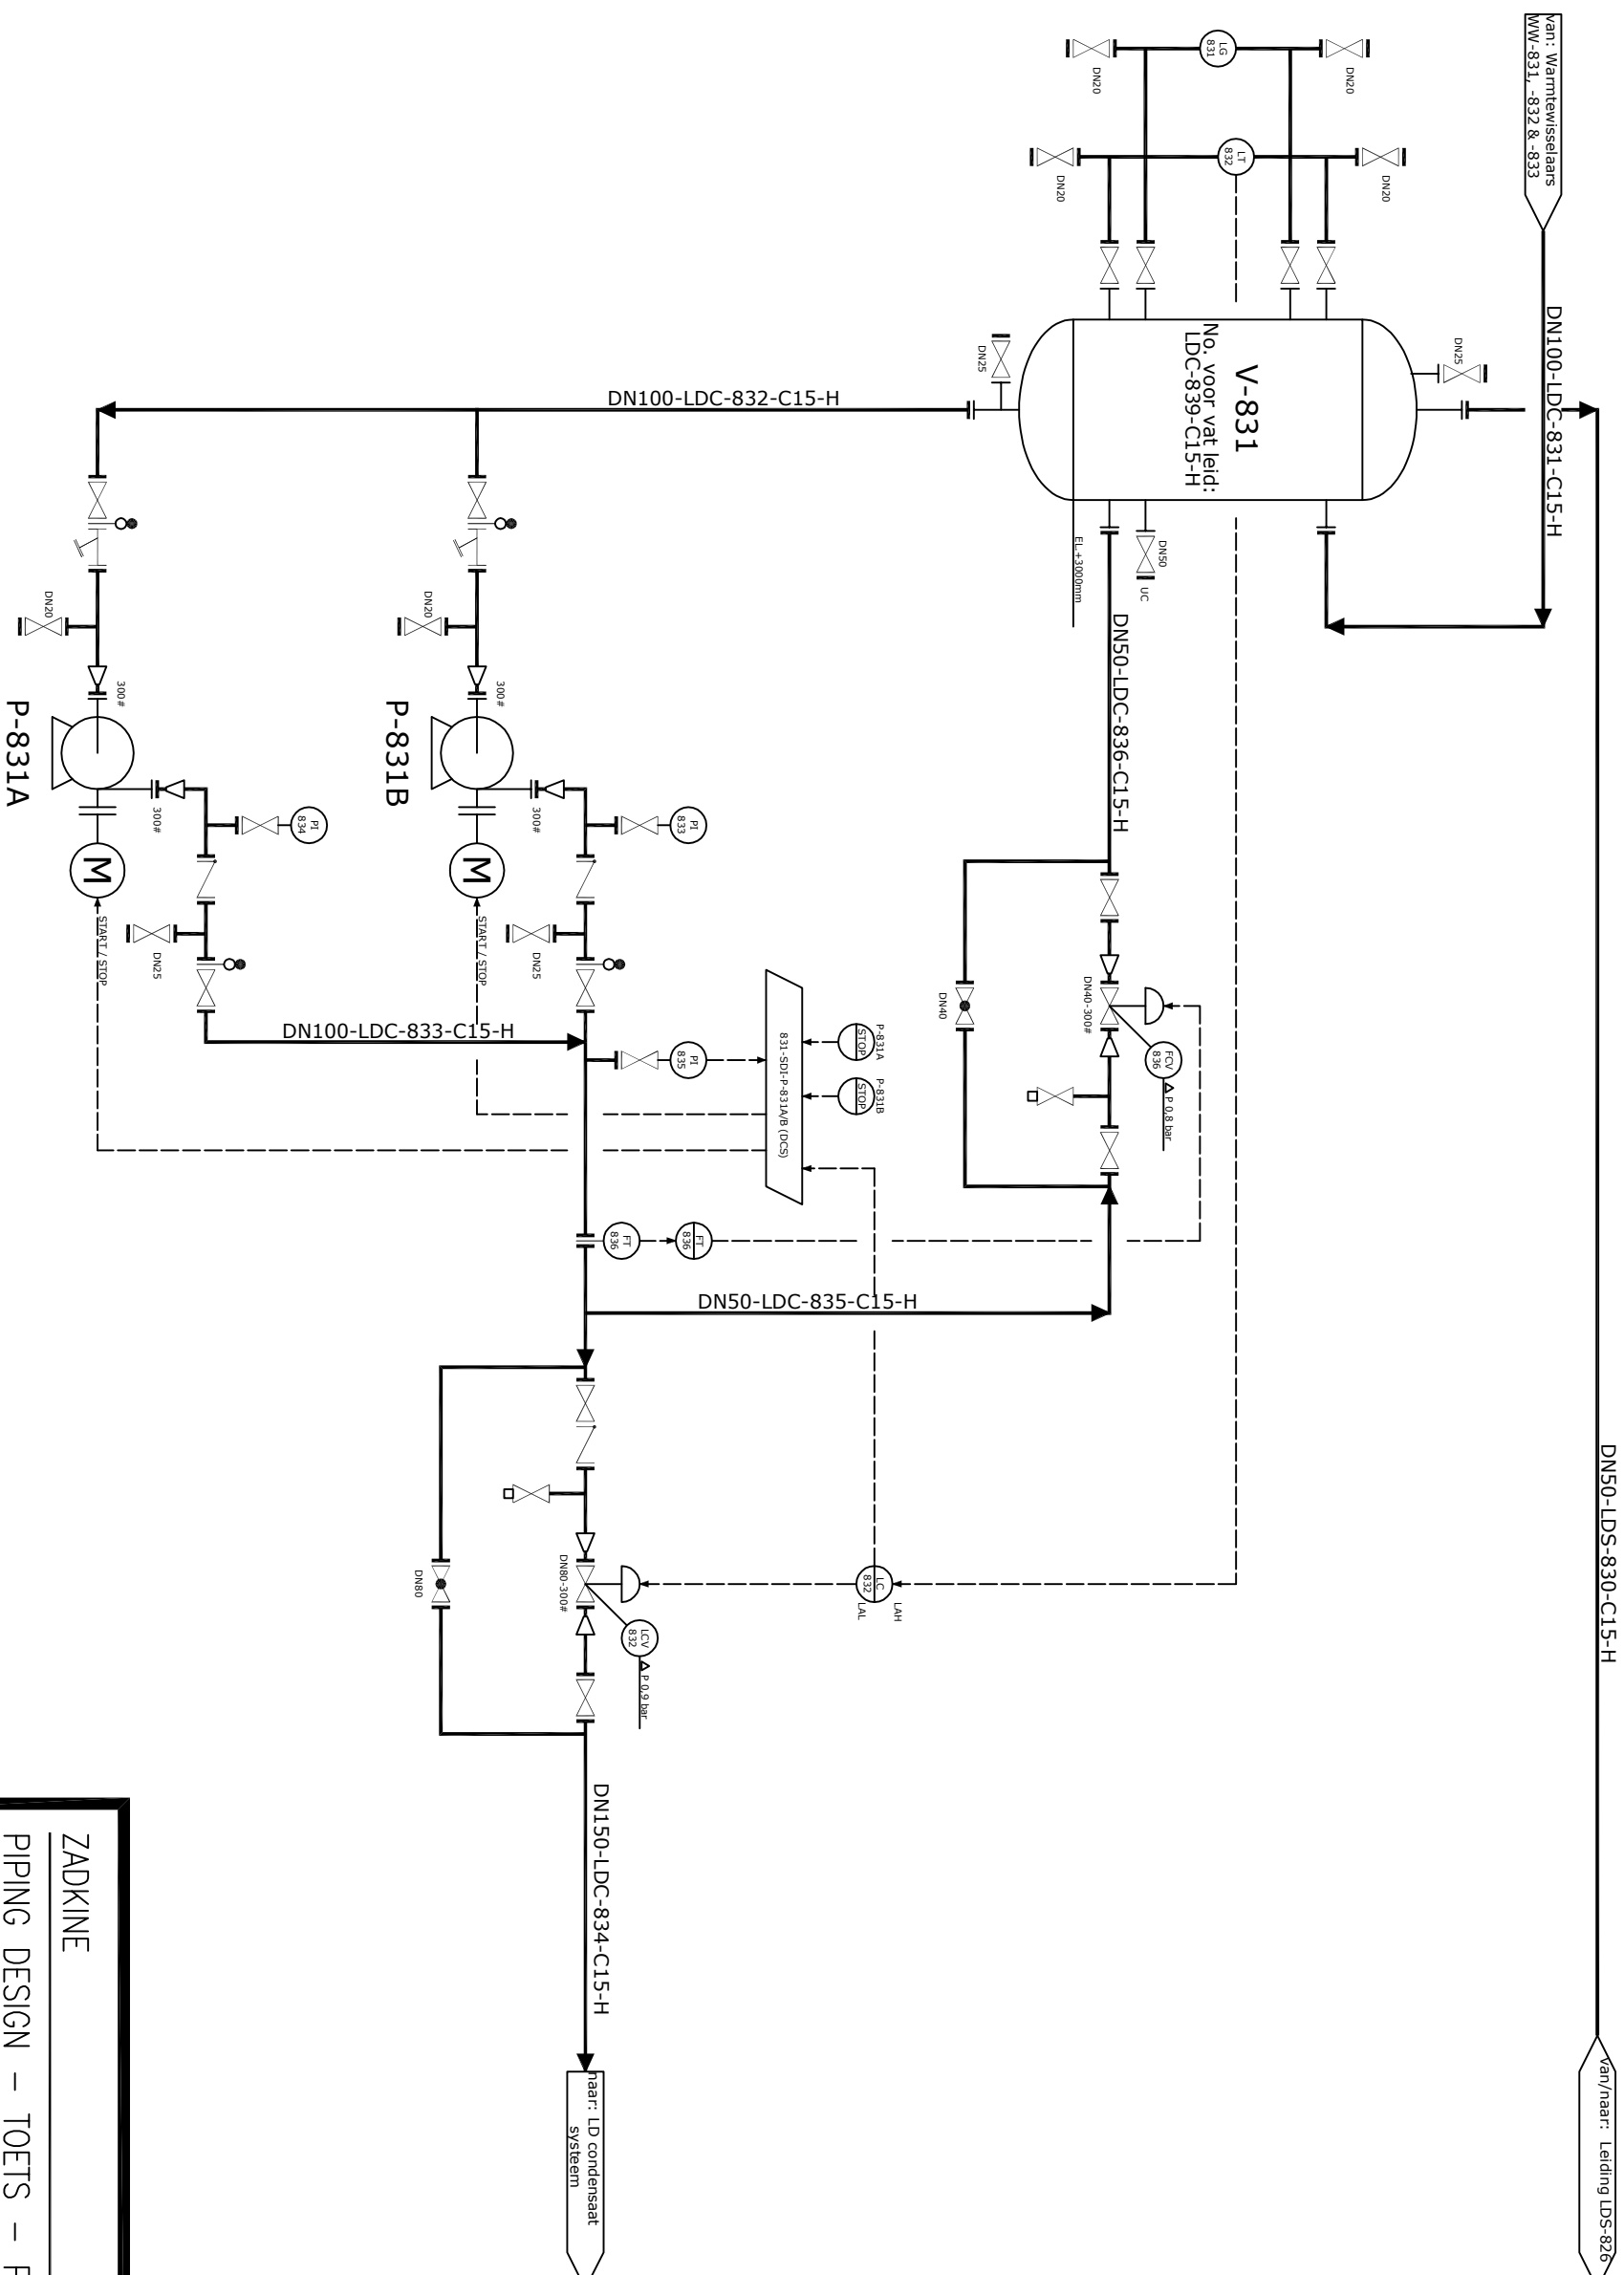 van: Warmtewisselaars
WW-831, -832 & -833
DN100-LDC-831-C15-H
DN50-LDS-830-C15-H
van/naar: Leiding LDS-826
LG
831
DN20
DN20
LT
832
DN20
DN20
DN25
V-831
No. voor vat leid:
LDC-839-C15-H
DN25
DN50
UC
EL.+3000mm
DN50-LDC-836-C15-H
DN40-300#
FCV
836
P 0,8 bar
DN40
DN100-LDC-832-C15-H
DN20
300#
P-831B
300#
PI
833
M
START / STOP
DN25
DN20
300#
P-831A
300#
PI
834
M
START / STOP
DN25
DN100-LDC-833-C15-H
PI
835
831-SDI-P-831A/B (DCS)
P-831A
STOP
P-831B
STOP
FT
836
FT
836
DN50-LDC-835-C15-H
LC
832
LAH
LAL
DN80-300#
LCV
832
P 0,9 bar
DN80
DN150-LDC-834-C15-H
naar: LD condensaat
systeem
ZADKINE
PIPING DESIGN - TOETS -